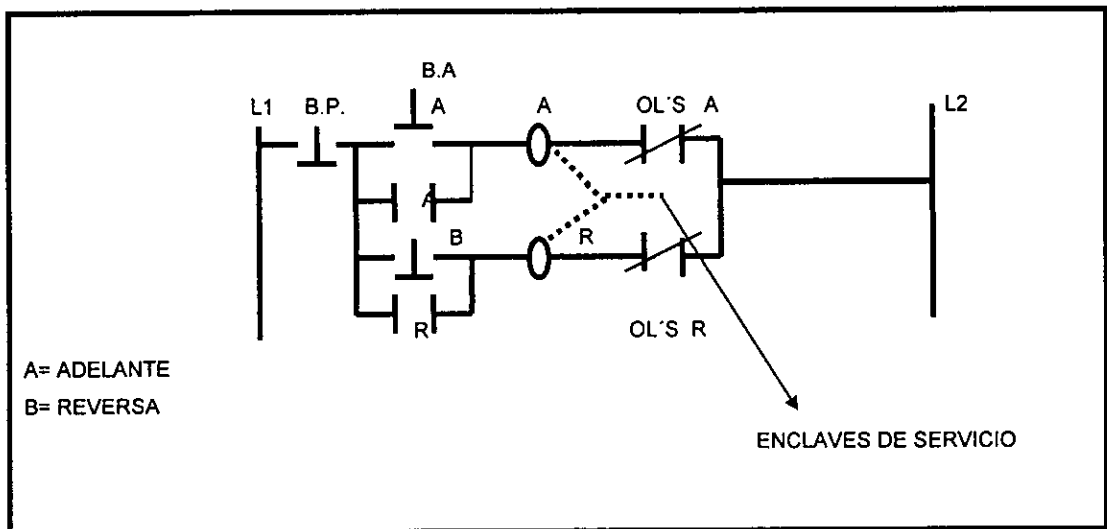 B.A
L1 B.P. A A OL´S A L2
A
B R
R OL´S R
A= ADELANTE
B= REVERSA
ENCLAVES DE SERVICIO